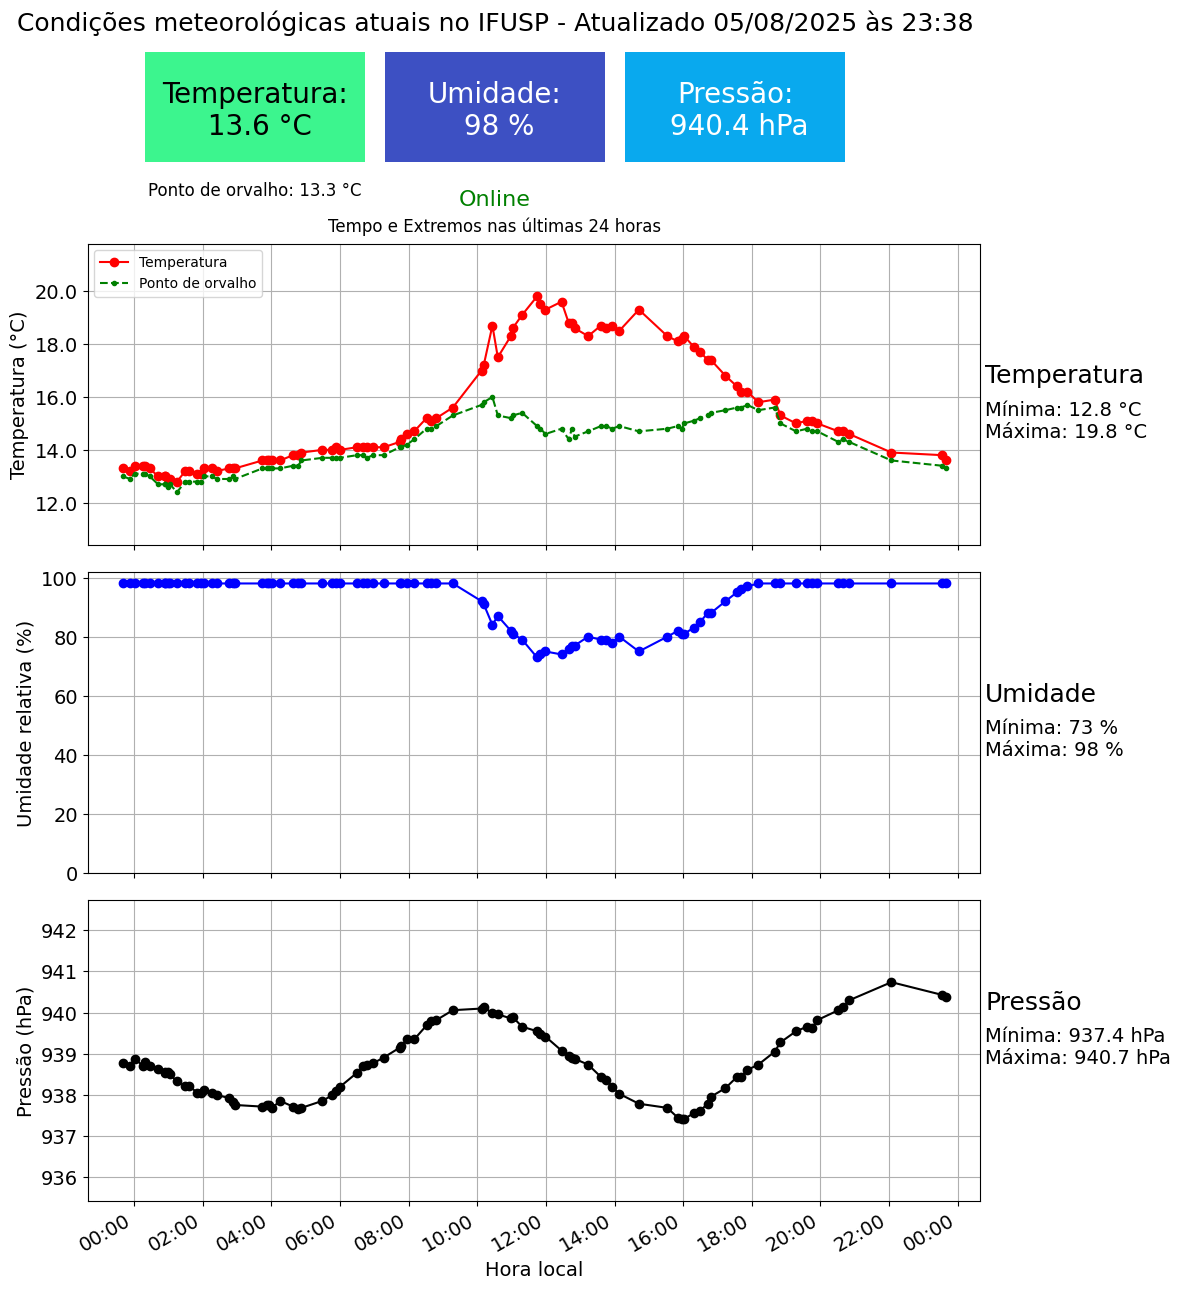 Condições meteorológicas atuais no IFUSP - Atualizado 05/08/2025 às 23:38
Temperatura:
13.6 °C
Umidade:
98 %
Pressão:
940.4 hPa
Ponto de orvalho: 13.3 °C
Online
Tempo e Extremos nas últimas 24 horas
Temperatura
Ponto de orvalho
Temperatura (°C)
20.0
18.0
16.0
14.0
12.0
Temperatura
Mínima: 12.8 °C
Máxima: 19.8 °C
Umidade relativa (%)
100
80
60
40
20
0
Umidade
Mínima: 73 %
Máxima: 98 %
Pressão (hPa)
942
941
940
939
938
937
936
Pressão
Mínima: 937.4 hPa
Máxima: 940.7 hPa
00:00 02:00 04:00 06:00 08:00 10:00 12:00 14:00 16:00 18:00 20:00 22:00 00:00
Hora local